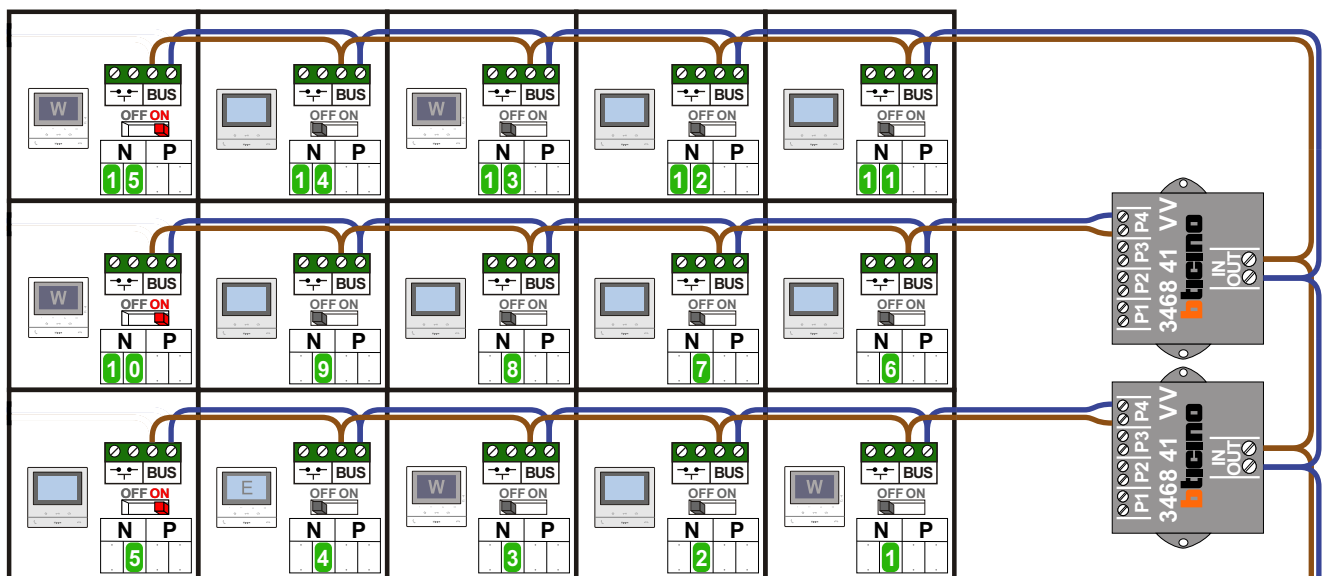 BUS BUS BUS BUS BUS
W W
OFF ON OFF ON OFF ON OFF ON OFF ON
N P N P N P N P N P
15 14 13 12 11
BUS BUS BUS BUS BUS
W
OFF ON OFF ON OFF ON OFF ON OFF ON
N P N P N P N P N P
10 9 8 7 6
P4 P3 P2 P1
3468 41 VV
bticino
IN
OUT
BUS BUS BUS BUS BUS
E W W
OFF ON OFF ON OFF ON OFF ON OFF ON
N P N P N P N P N P
5 4 3 2 1
P4 P3 P2 P1
3468 41 VV
bticino
IN
OUT